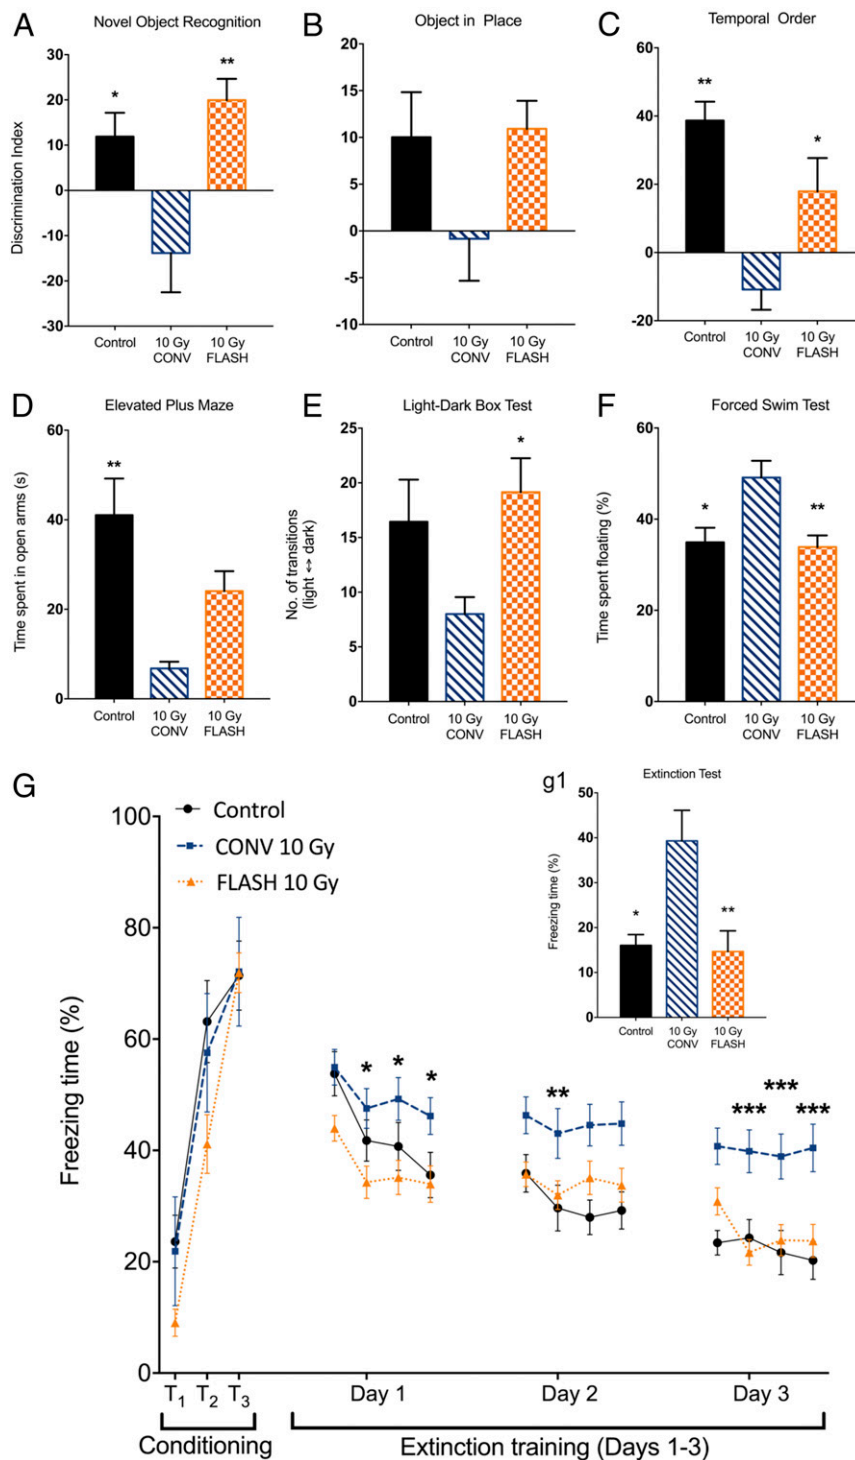 A
Novel Object Recognition
Discrimination Index
30
20
10
0
-10
-20
-30
*
**
Control
10 Gy
CONV
10 Gy
FLASH
B
Object in Place
20
15
10
5
0
-5
-10
Control
10 Gy
CONV
10 Gy
FLASH
C
Temporal Order
60
40
20
0
-20
**
*
Control
10 Gy
CONV
10 Gy
FLASH
D
Elevated Plus Maze
Time spent in open arms (s)
60
40
20
0
**
Control
10 Gy
CONV
10 Gy
FLASH
E
Light-Dark Box Test
No. of transitions
(light ↔ dark)
25
20
15
10
5
0
*
Control
10 Gy
CONV
10 Gy
FLASH
F
Forced Swim Test
Time spent floating (%)
60
40
20
0
*
**
Control
10 Gy
CONV
10 Gy
FLASH
G
Control
CONV 10 Gy
FLASH 10 Gy
Freezing time (%)
100
80
60
40
20
0
*
*
*
**
***
***
***
T1
T2
T3
Day 1
Day 2
Day 3
Conditioning
Extinction training (Days 1-3)
g1
Extinction Test
Freezing time (%)
50
40
30
20
10
0
*
**
Control
10 Gy
CONV
10 Gy
FLASH